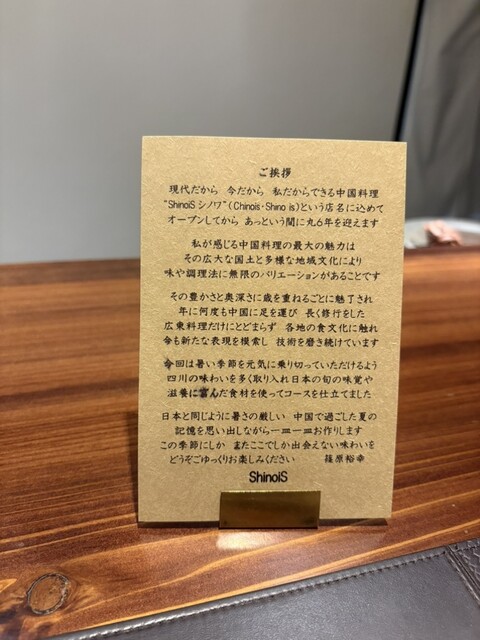 ご挨拶
現代だから 今だから 私だからできる中国料理
"ShinoiS シノワ"(Chinois・Shino is)という店名に込めて
オープンしてから あっという間に丸6年を迎えます
私が感じる中国料理の最大の魅力は
その広大な国土と多様な地域文化により
味や調理法に無限のバリエーションがあることです
その豊かさと奥深さに歳を重ねるごとに魅了され
年に何度も中国に足を運び 長く修行をした
広東料理だけにとどまらず 各地の食文化に触れ
今も新たな表現を模索し 技術を磨き続けています
今回は暑い季節を元気に乗り切っていただけるよう
四川の味わいを多く取り入れ日本の旬の味覚や
滋養に富んだ食材を使ってコースを仕立てました
日本と同じように暑さの厳しい 中国で過ごした夏の
記憶を思い出しながら一皿一皿お作りします
この季節にしか またここでしか出会えない味わいを
どうぞごゆっくりお楽しみください 篠原裕幸
ShinoiS